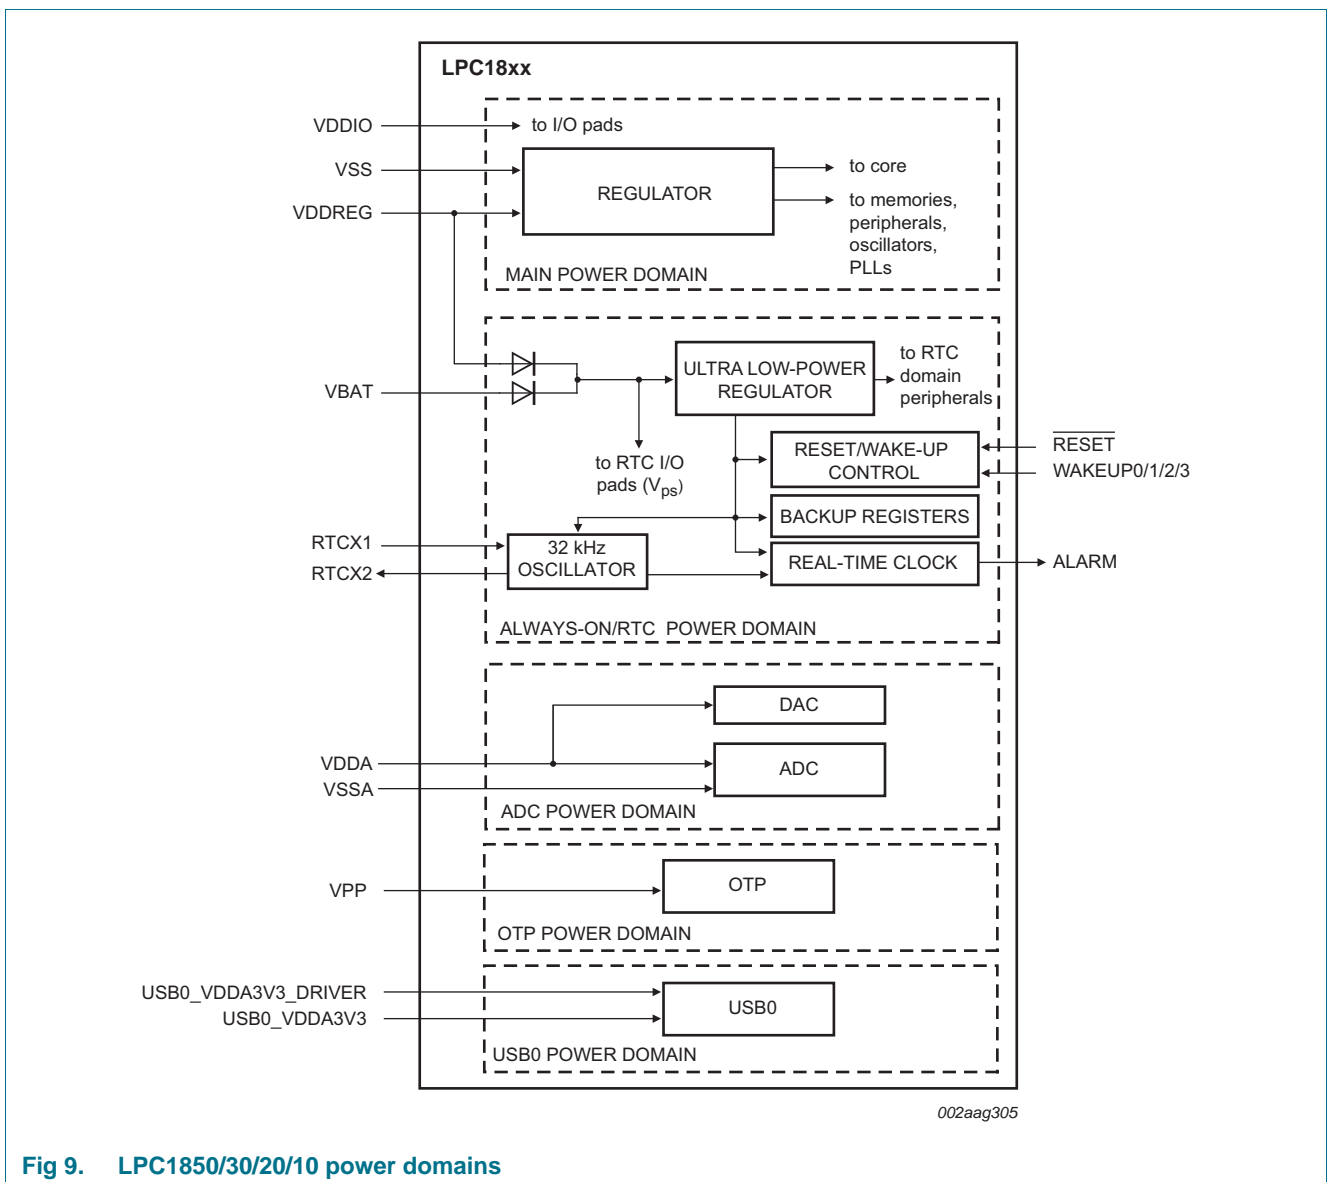 LPC18xx
VDDIO
to I/O pads
VSS
VDDREG
REGULATOR
to core
to memories,
peripherals,
oscillators,
PLLs
MAIN POWER DOMAIN
VBAT
ULTRA LOW-POWER
REGULATOR
to RTC
domain
peripherals
to RTC I/O
pads (Vps)
RESET/WAKE-UP
CONTROL
RESET
WAKEUP0/1/2/3
BACKUP REGISTERS
RTCX1
RTCX2
32 kHz
OSCILLATOR
REAL-TIME CLOCK
ALARM
ALWAYS-ON/RTC POWER DOMAIN
DAC
VDDA
VSSA
ADC
ADC POWER DOMAIN
VPP
OTP
OTP POWER DOMAIN
USB0_VDDA3V3_DRIVER
USB0_VDDA3V3
USB0
USB0 POWER DOMAIN
002aag305
Fig 9. LPC1850/30/20/10 power domains